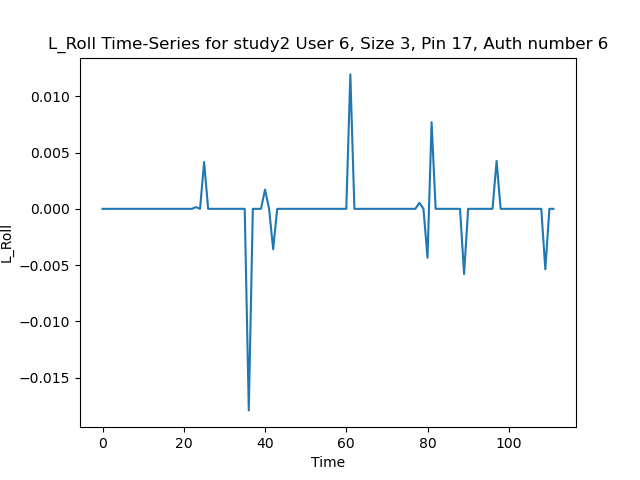 L_Roll Time-Series for study2 User 6, Size 3, Pin 17, Auth number 6
0.010
0.005
0.000
−0.005
−0.010
−0.015
L_Roll
0 20 40 60 80 100
Time